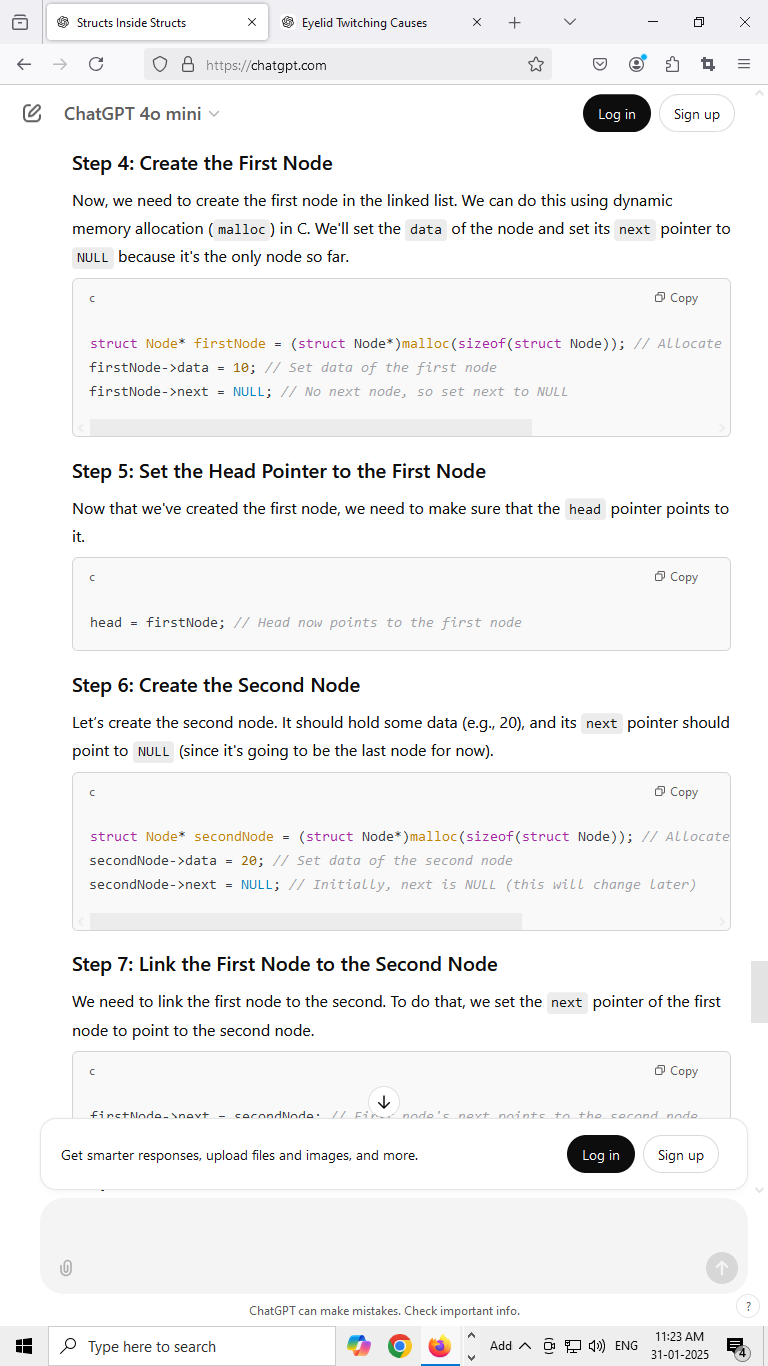 Structs Inside Structs
Eyelid Twitching Causes
https://chatgpt.com
ChatGPT 4o mini
Log in
Sign up
Step 4: Create the First Node
Now, we need to create the first node in the linked list. We can do this using dynamic
memory allocation ( malloc ) in C. We'll set the data of the node and set its next pointer to
NULL because it's the only node so far.
c
Copy
struct Node* firstNode = (struct Node*)malloc(sizeof(struct Node)); // Allocate
firstNode->data = 10; // Set data of the first node
firstNode->next = NULL; // No next node, so set next to NULL
Step 5: Set the Head Pointer to the First Node
Now that we've created the first node, we need to make sure that the head pointer points to
it.
c
Copy
head = firstNode; // Head now points to the first node
Step 6: Create the Second Node
Let's create the second node. It should hold some data (e.g., 20), and its next pointer should
point to NULL (since it's going to be the last node for now).
c
Copy
struct Node* secondNode = (struct Node*)malloc(sizeof(struct Node)); // Allocate
secondNode->data = 20; // Set data of the second node
secondNode->next = NULL; // Initially, next is NULL (this will change later)
Step 7: Link the First Node to the Second Node
We need to link the first node to the second. To do that, we set the next pointer of the first
node to point to the second node.
c
Copy
firstNode->next = secondNode; // First node's next points to the second node
Get smarter responses, upload files and images, and more.
Log in
Sign up
ChatGPT can make mistakes. Check important info.
?
Type here to search
Add
ENG
11:23 AM
31-01-2025
4